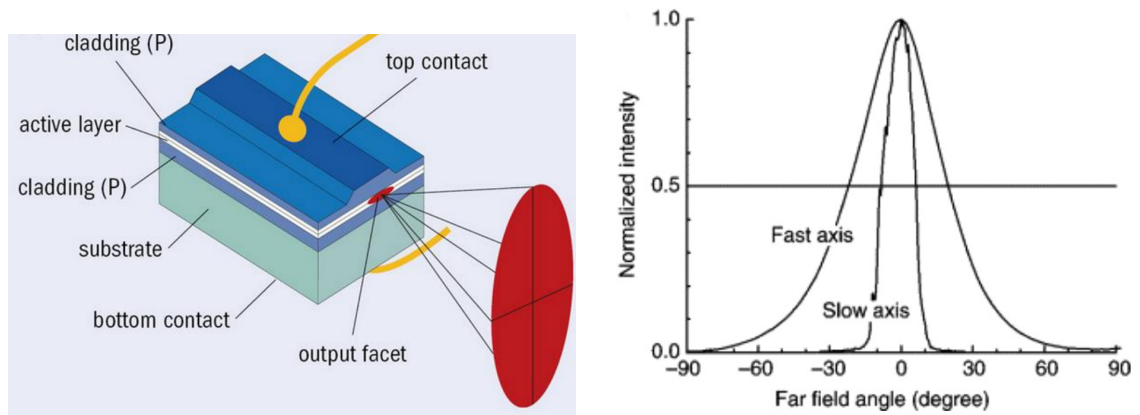 cladding (P)
top contact
active layer
cladding (P)
substrate
bottom contact
output facet
Normalized intensity
1.0
0.5
0.0
Fast axis
Slow axis
−90 −60 −30 0 30 60 90
Far field angle (degree)